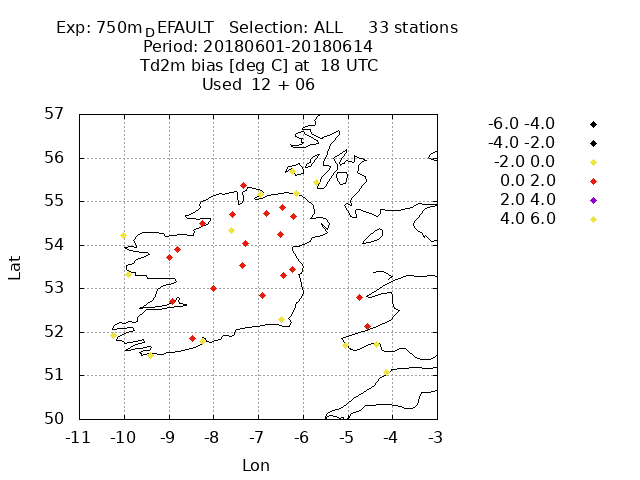 Exp: 750m_DEFAULT Selection: ALL 33 stations
Period: 20180601-20180614
Td2m bias [deg C] at 18 UTC
Used 12 + 06
57
56
55
54
53
52
51
50
Lat
-11 -10 -9 -8 -7 -6 -5 -4 -3
Lon
-6.0 -4.0
-4.0 -2.0
-2.0 0.0
0.0 2.0
2.0 4.0
4.0 6.0